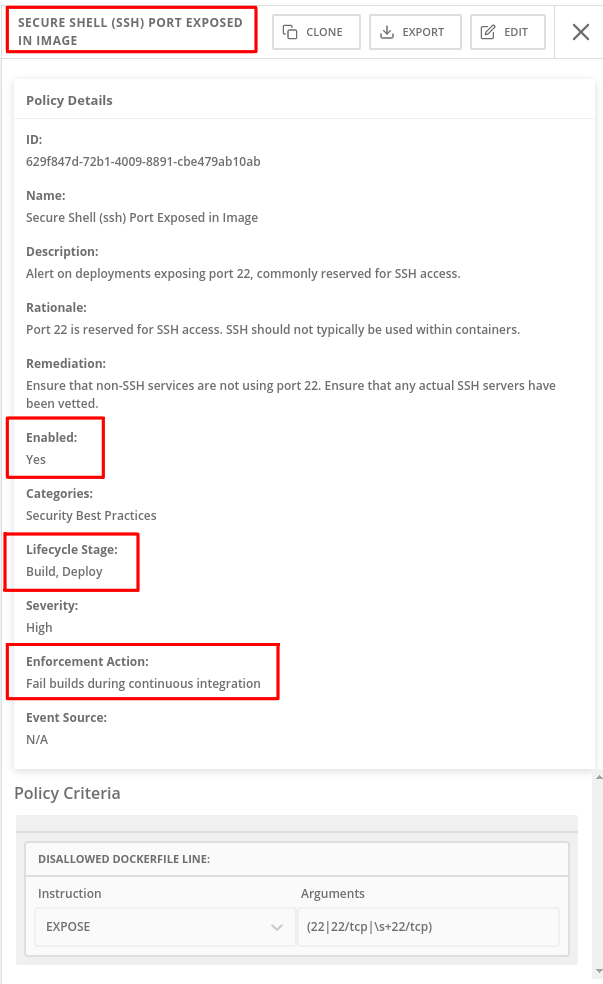 SECURE SHELL (SSH) PORT EXPOSED
IN IMAGE
CLONE
EXPORT
EDIT
Policy Details
ID:
629f847d-72b1-4009-8891-cbe479ab10ab
Name:
Secure Shell (ssh) Port Exposed in Image
Description:
Alert on deployments exposing port 22, commonly reserved for SSH access.
Rationale:
Port 22 is reserved for SSH access. SSH should not typically be used within containers.
Remediation:
Ensure that non-SSH services are not using port 22. Ensure that any actual SSH servers have
been vetted.
Enabled:
Yes
Categories:
Security Best Practices
Lifecycle Stage:
Build, Deploy
Severity:
High
Enforcement Action:
Fail builds during continuous integration
Event Source:
N/A
Policy Criteria
DISALLOWED DOCKERFILE LINE:
Instruction
Arguments
EXPOSE
(22|22/tcp|\s+22/tcp)